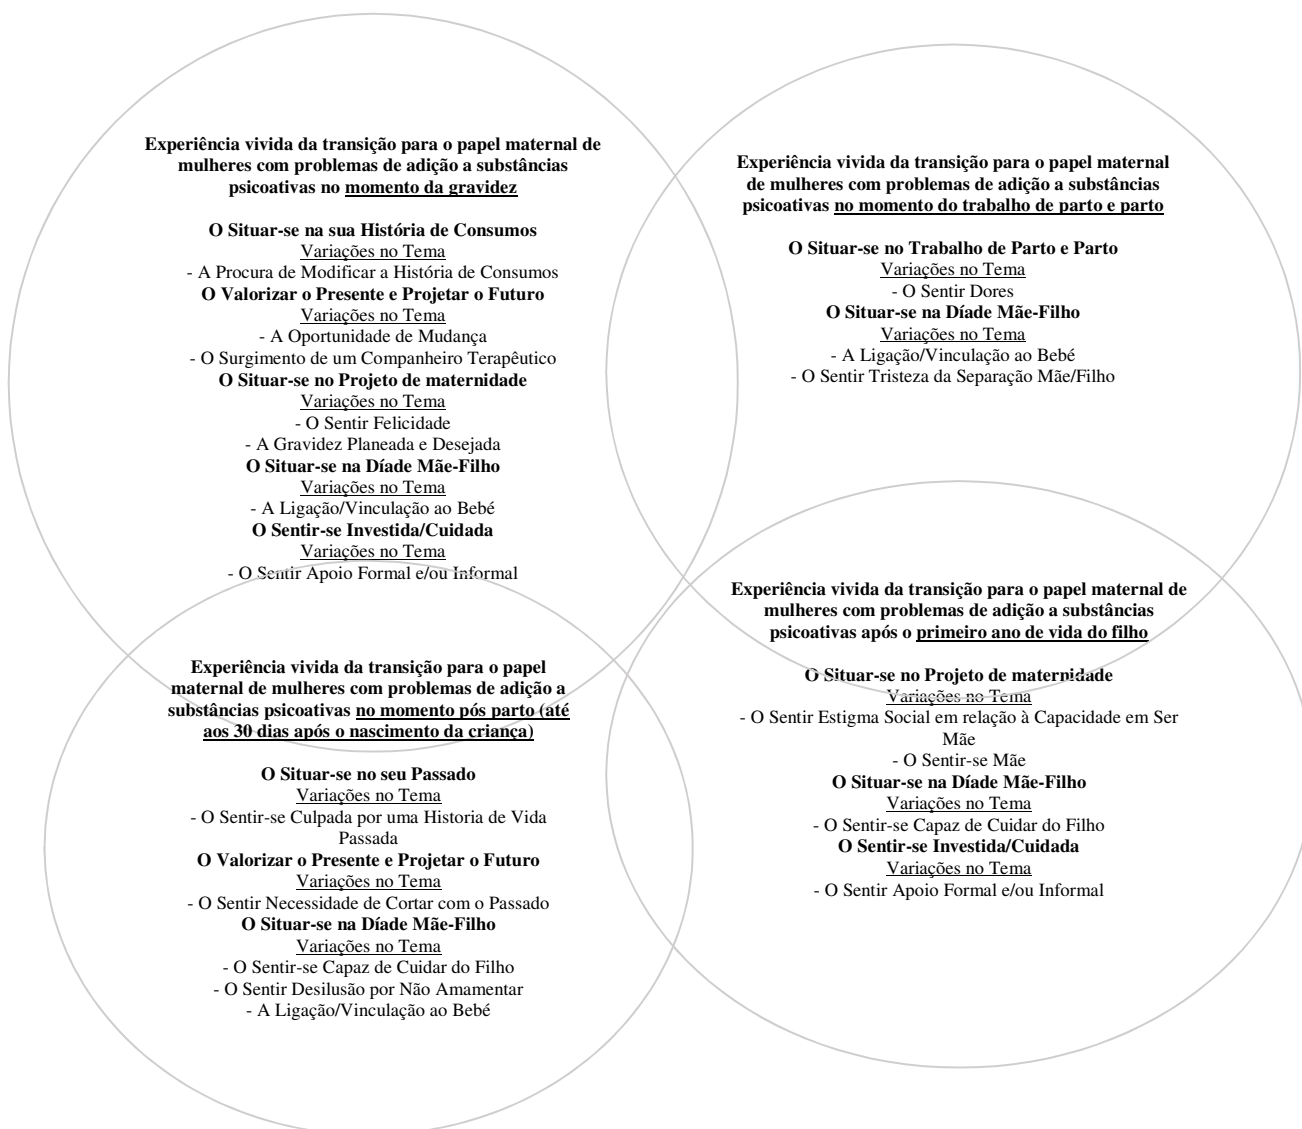 Experiência vivida da transição para o papel maternal de
mulheres com problemas de adição a substâncias
psicoativas no momento da gravidez
O Situar-se na sua História de Consumos
Variações no Tema
- A Procura de Modificar a História de Consumos
O Valorizar o Presente e Projetar o Futuro
Variações no Tema
- A Oportunidade de Mudança
- O Surgimento de um Companheiro Terapêutico
O Situar-se no Projeto de maternidade
Variações no Tema
- O Sentir Felicidade
- A Gravidez Planeada e Desejada
O Situar-se na Díade Mãe-Filho
Variações no Tema
- A Ligação/Vinculação ao Bebé
O Sentir-se Investida/Cuidada
Variações no Tema
- O Sentir Apoio Formal e/ou Informal
Experiência vivida da transição para o papel maternal
de mulheres com problemas de adição a substâncias
psicoativas no momento do trabalho de parto e parto
O Situar-se no Trabalho de Parto e Parto
Variações no Tema
- O Sentir Dores
O Situar-se na Díade Mãe-Filho
Variações no Tema
- A Ligação/Vinculação ao Bebé
- O Sentir Tristeza da Separação Mãe/Filho
Experiência vivida da transição para o papel
maternal de mulheres com problemas de adição a
substâncias psicoativas no momento pós parto (até
aos 30 dias após o nascimento da criança)
O Situar-se no seu Passado
Variações no Tema
- O Sentir-se Culpada por uma Historia de Vida
Passada
O Valorizar o Presente e Projetar o Futuro
Variações no Tema
- O Sentir Necessidade de Cortar com o Passado
O Situar-se na Díade Mãe-Filho
Variações no Tema
- O Sentir-se Capaz de Cuidar do Filho
- O Sentir Desilusão por Não Amamentar
- A Ligação/Vinculação ao Bebé
Experiência vivida da transição para o papel maternal de
mulheres com problemas de adição a substâncias
psicoativas após o primeiro ano de vida do filho
O Situar-se no Projeto de maternidade
Variações no Tema
- O Sentir Estigma Social em relação à Capacidade em Ser
Mãe
- O Sentir-se Mãe
O Situar-se na Díade Mãe-Filho
Variações no Tema
- O Sentir-se Capaz de Cuidar do Filho
O Sentir-se Investida/Cuidada
Variações no Tema
- O Sentir Apoio Formal e/ou Informal